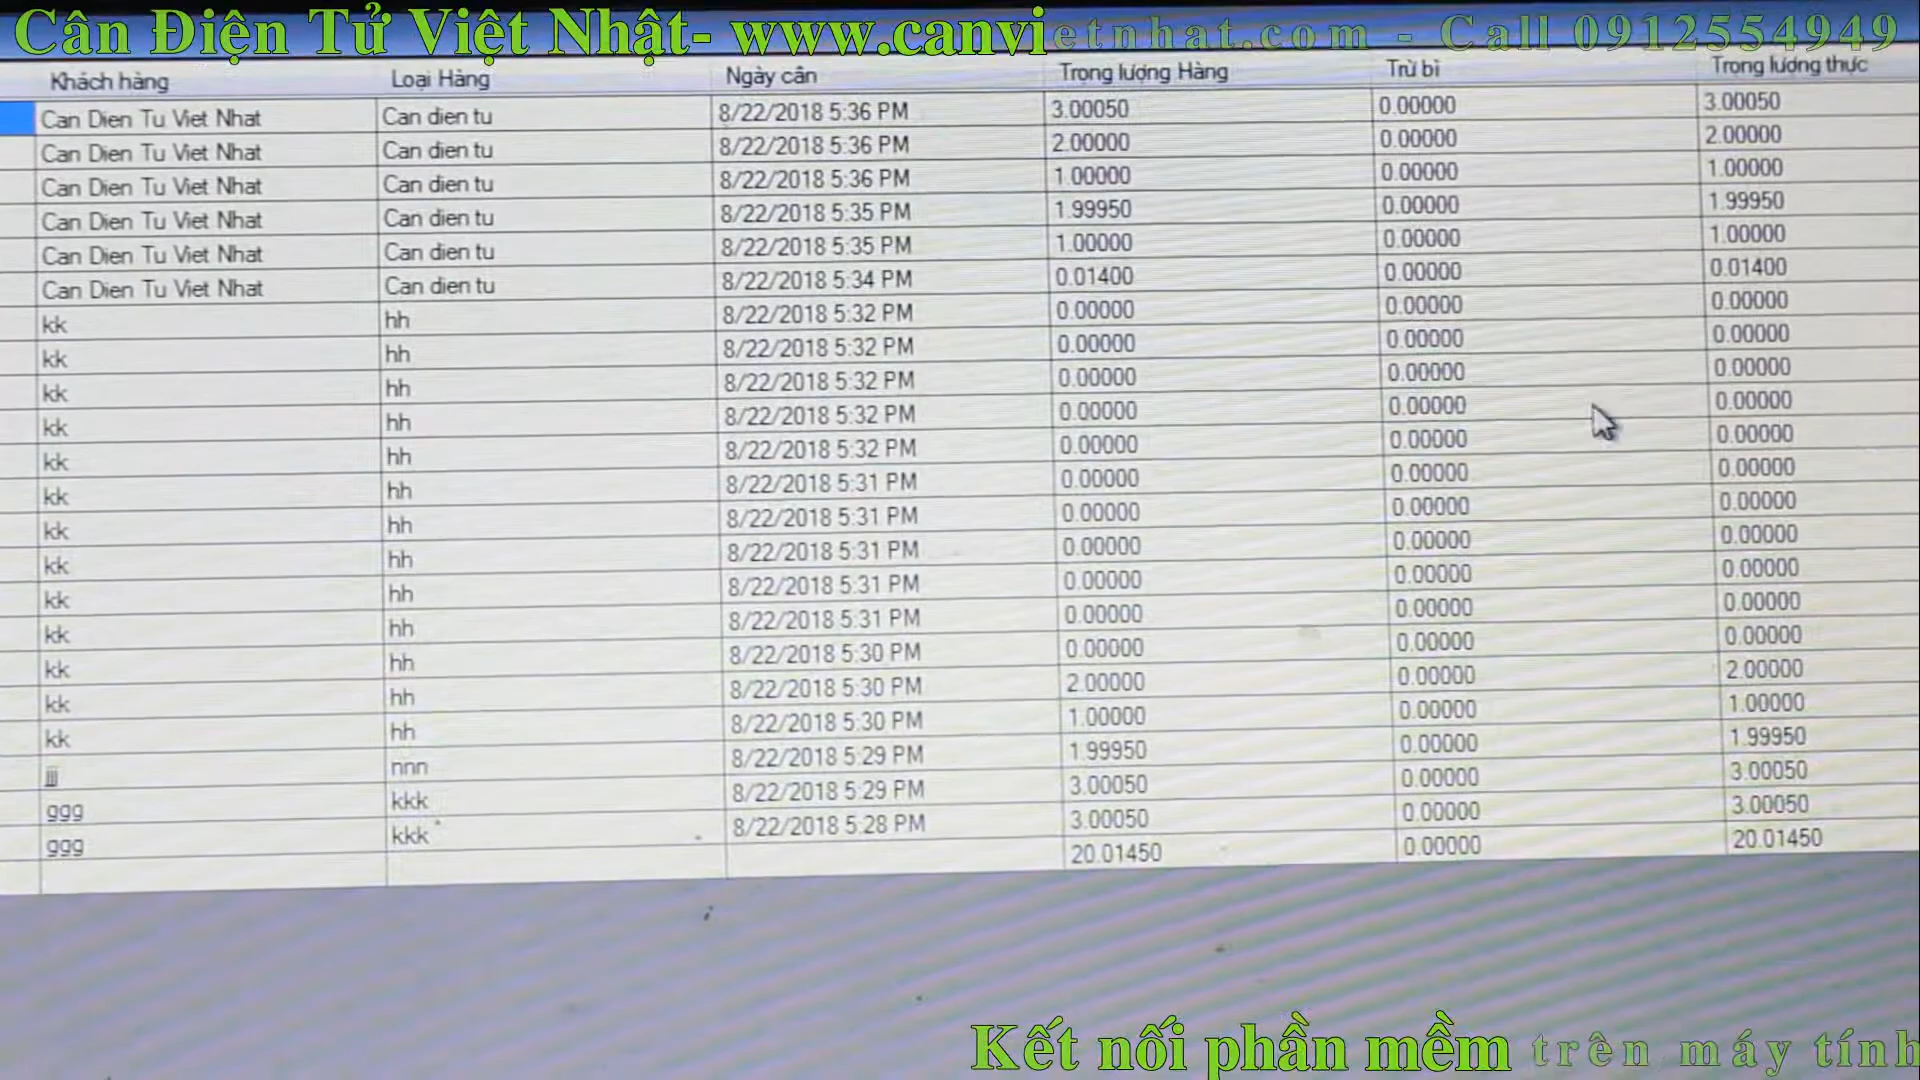 Cân Điện Tử Việt Nhật- www.canvietnhat.com - Call 0912554949
Khách hàng Loại Hàng Ngày cân Trọng lượng Hàng Trừ bì Trọng lượng thực
Can Dien Tu Viet Nhat Can dien tu 8/22/2018 5:36 PM 3.00050 0.00000 3.00050
Can Dien Tu Viet Nhat Can dien tu 8/22/2018 5:36 PM 2.00000 0.00000 2.00000
Can Dien Tu Viet Nhat Can dien tu 8/22/2018 5:36 PM 1.00000 0.00000 1.00000
Can Dien Tu Viet Nhat Can dien tu 8/22/2018 5:35 PM 1.99950 0.00000 1.99950
Can Dien Tu Viet Nhat Can dien tu 8/22/2018 5:35 PM 1.00000 0.00000 1.00000
Can Dien Tu Viet Nhat Can dien tu 8/22/2018 5:34 PM 0.01400 0.00000 0.01400
kk hh 8/22/2018 5:32 PM 0.00000 0.00000 0.00000
kk hh 8/22/2018 5:32 PM 0.00000 0.00000 0.00000
kk hh 8/22/2018 5:32 PM 0.00000 0.00000 0.00000
kk hh 8/22/2018 5:32 PM 0.00000 0.00000 0.00000
kk hh 8/22/2018 5:32 PM 0.00000 0.00000 0.00000
kk hh 8/22/2018 5:31 PM 0.00000 0.00000 0.00000
kk hh 8/22/2018 5:31 PM 0.00000 0.00000 0.00000
kk hh 8/22/2018 5:31 PM 0.00000 0.00000 0.00000
kk hh 8/22/2018 5:31 PM 0.00000 0.00000 0.00000
kk hh 8/22/2018 5:31 PM 0.00000 0.00000 0.00000
kk hh 8/22/2018 5:30 PM 0.00000 0.00000 0.00000
kk hh 8/22/2018 5:30 PM 2.00000 0.00000 2.00000
kk hh 8/22/2018 5:30 PM 1.00000 0.00000 1.00000
jjj nnn 8/22/2018 5:29 PM 1.99950 0.00000 1.99950
ggg kkk 8/22/2018 5:29 PM 3.00050 0.00000 3.00050
ggg kkk 8/22/2018 5:28 PM 3.00050 0.00000 3.00050
20.01450 0.00000 20.01450
Kết nối phần mềm trên máy tính